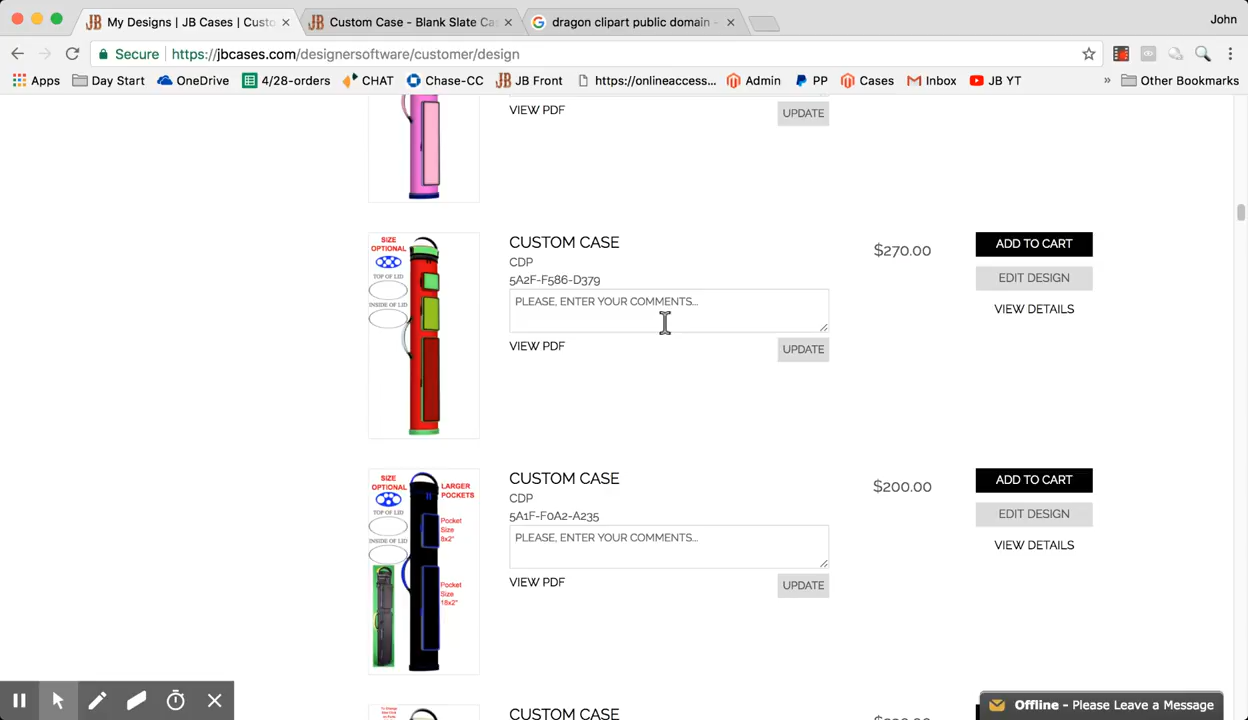 My Designs | JB Cases | Custo
Custom Case - Blank Slate Cas
dragon clipart public domain -
John
Secure
https://jbcases.com/designersoftware/customer/design
Apps
Day Start
OneDrive
4/28-orders
CHAT
Chase-CC
JB Front
https://onlineaccess...
Admin
PP
Cases
Inbox
JB YT
»
Other Bookmarks
VIEW PDF
UPDATE
SIZE
OPTIONAL
TOP OF LID
INSIDE OF LID
CUSTOM CASE
CDP
5A2F-F586-D379
PLEASE, ENTER YOUR COMMENTS...
VIEW PDF
UPDATE
$270.00
ADD TO CART
EDIT DESIGN
VIEW DETAILS
SIZE
OPTIONAL
TOP OF LID
INSIDE OF LID
LARGER
POCKETS
Pocket
Size
8x2"
Pocket
Size
18x2"
CUSTOM CASE
CDP
5A1F-F0A2-A235
PLEASE, ENTER YOUR COMMENTS...
VIEW PDF
UPDATE
$200.00
ADD TO CART
EDIT DESIGN
VIEW DETAILS
CUSTOM CASE
Offline - Please Leave a Message